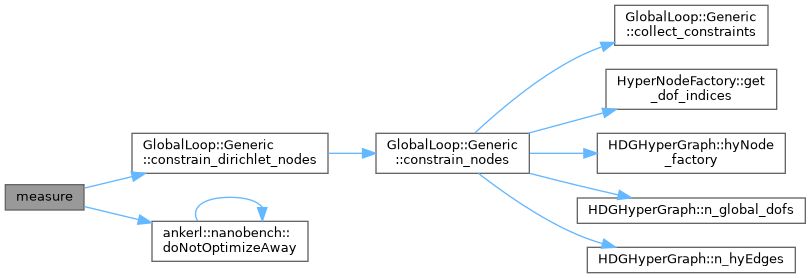 measure
GlobalLoop::Generic
::constrain_dirichlet_nodes
ankerl::nanobench::
doNotOptimizeAway
GlobalLoop::Generic
::constrain_nodes
GlobalLoop::Generic
::collect_constraints
HyperNodeFactory::get
_dof_indices
HDGHyperGraph::hyNode
_factory
HDGHyperGraph::n_global_dofs
HDGHyperGraph::n_hyEdges